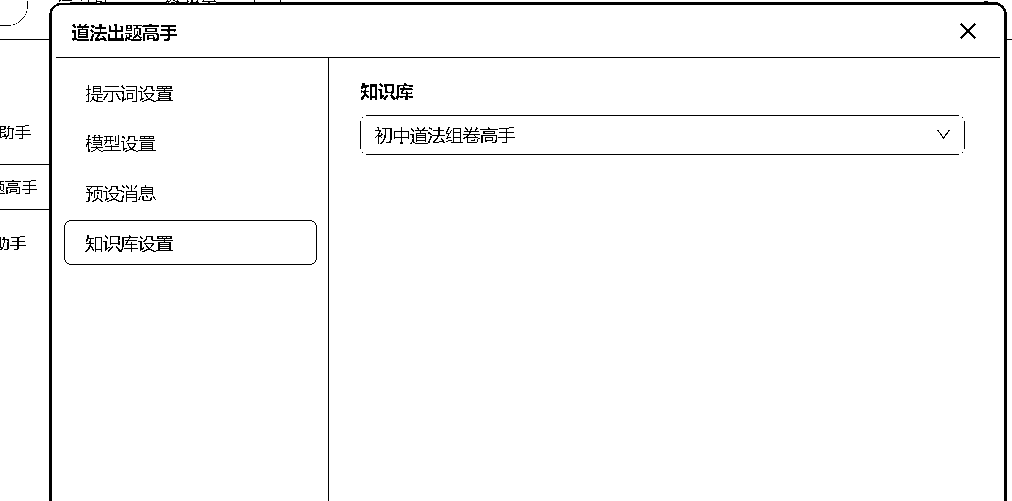 道法出题高手
提示词设置
模型设置
预设消息
知识库设置
知识库
初中道法组卷高手
助手
题高手
助手